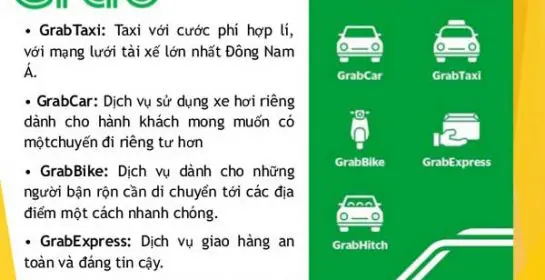 Grab
• GrabTaxi: Taxi với cước phí hợp lí,
với mạng lưới tài xế lớn nhất Đông Nam
Á.
• GrabCar: Dịch vụ sử dụng xe hơi riêng
dành cho hành khách mong muốn có
mộtchuyến đi riêng tư hơn
• GrabBike: Dịch vụ dành cho những
người bận rộn cần di chuyển tới các địa
điểm một cách nhanh chóng.
• GrabExpress: Dịch vụ giao hàng an
toàn và đáng tin cậy.
GrabCar
GrabTaxi
GrabBike
GrabExpress
GrabHitch